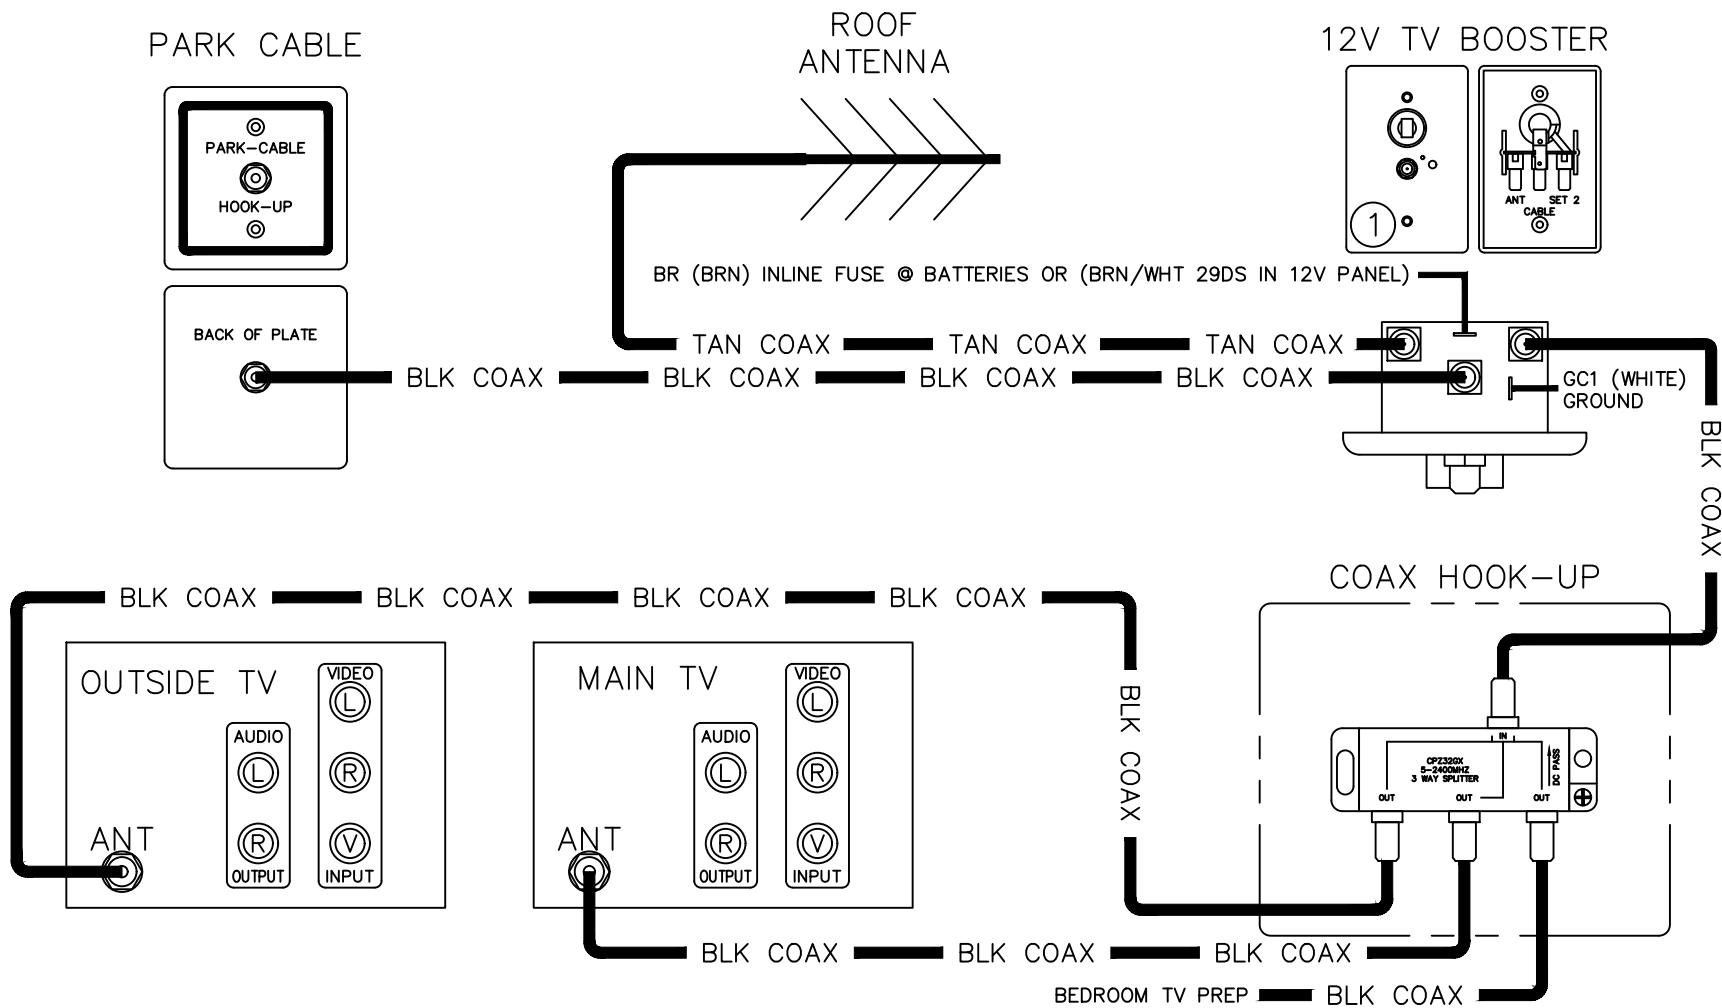 PARK CABLE
ROOF
ANTENNA
12V TV BOOSTER
PARK-CABLE
HOOK-UP
1
ANT
SET 2
CABLE
BR (BRN) INLINE FUSE @ BATTERIES OR (BRN/WHT 29DS IN 12V PANEL)
BACK OF PLATE
TAN COAX
TAN COAX
TAN COAX
BLK COAX
BLK COAX
BLK COAX
BLK COAX
GC1 (WHITE)
GROUND
BLK COAX
COAX HOOK-UP
BLK COAX
BLK COAX
BLK COAX
BLK COAX
OUTSIDE TV
VIDEO
L
R
V
INPUT
AUDIO
L
R
OUTPUT
ANT
MAIN TV
VIDEO
L
R
V
INPUT
AUDIO
L
R
OUTPUT
ANT
BLK COAX
IN
CPZ32GX
5-2400MHZ
3 WAY SPLITTER
DC PASS
OUT
OUT
OUT
BLK COAX
BLK COAX
BLK COAX
BEDROOM TV PREP
BLK COAX